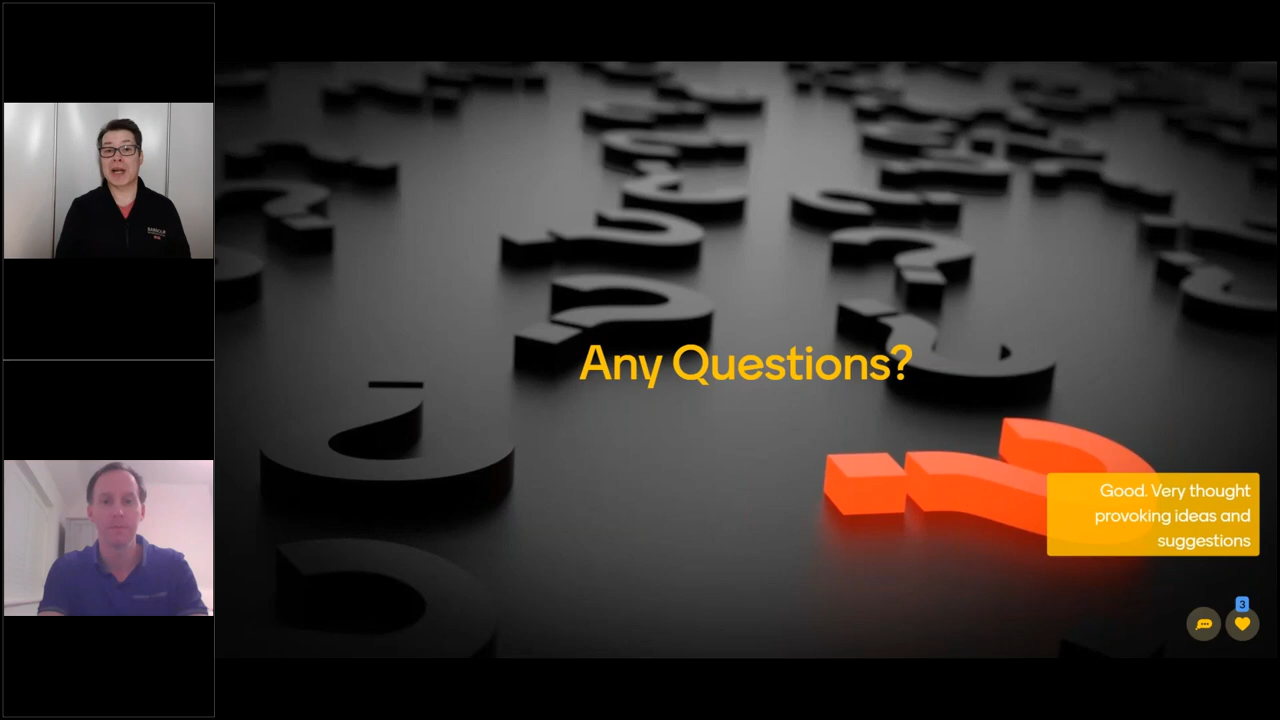 Any Questions?
Good. Very thought
provoking ideas and
suggestions
3